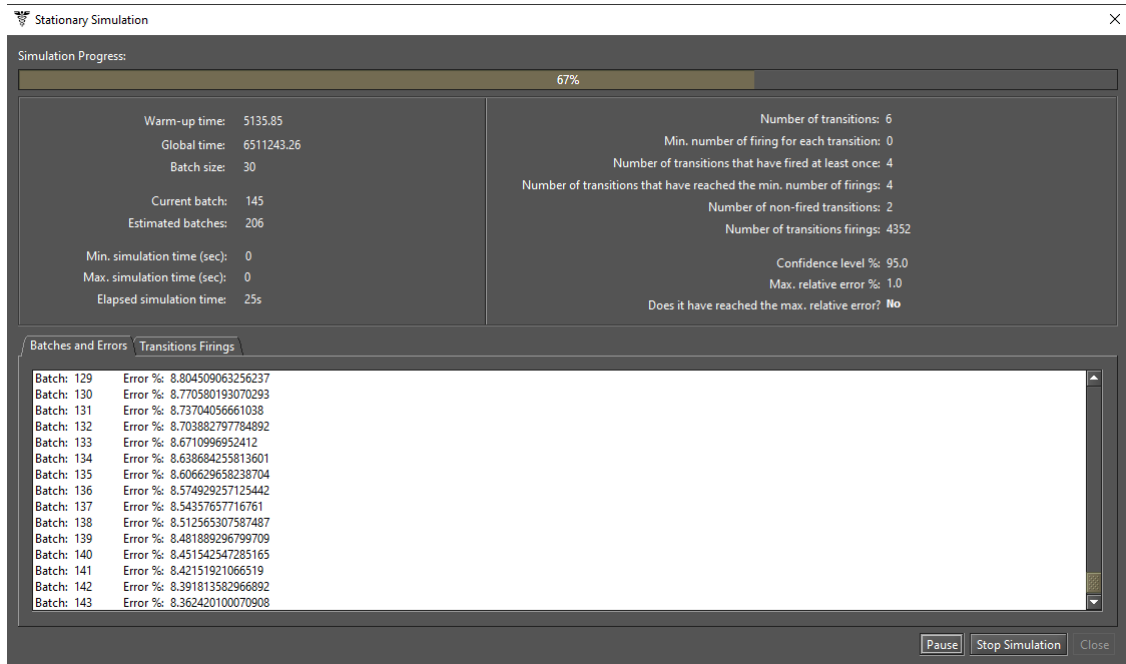 Stationary Simulation
Simulation Progress:
67%
Warm-up time: 5135.85
Global time: 6511243.26
Batch size: 30
Current batch: 145
Estimated batches: 206
Min. simulation time (sec): 0
Max. simulation time (sec): 0
Elapsed simulation time: 25s
Number of transitions: 6
Min. number of firing for each transition: 0
Number of transitions that have fired at least once: 4
Number of transitions that have reached the min. number of firings: 4
Number of non-fired transitions: 2
Number of transitions firings: 4352
Confidence level %: 95.0
Max. relative error %: 1.0
Does it have reached the max. relative error? No
Batches and Errors Transitions Firings
Batch: 129 Error %: 8.804509063256237
Batch: 130 Error %: 8.770580193070293
Batch: 131 Error %: 8.73704056661038
Batch: 132 Error %: 8.703882797784892
Batch: 133 Error %: 8.6710996952412
Batch: 134 Error %: 8.638684255813601
Batch: 135 Error %: 8.606629658238704
Batch: 136 Error %: 8.574929257125442
Batch: 137 Error %: 8.54357657716761
Batch: 138 Error %: 8.512565307587487
Batch: 139 Error %: 8.481889296799709
Batch: 140 Error %: 8.451542547285165
Batch: 141 Error %: 8.42151921066519
Batch: 142 Error %: 8.391813582966892
Batch: 143 Error %: 8.362420100070908
Pause Stop Simulation Close